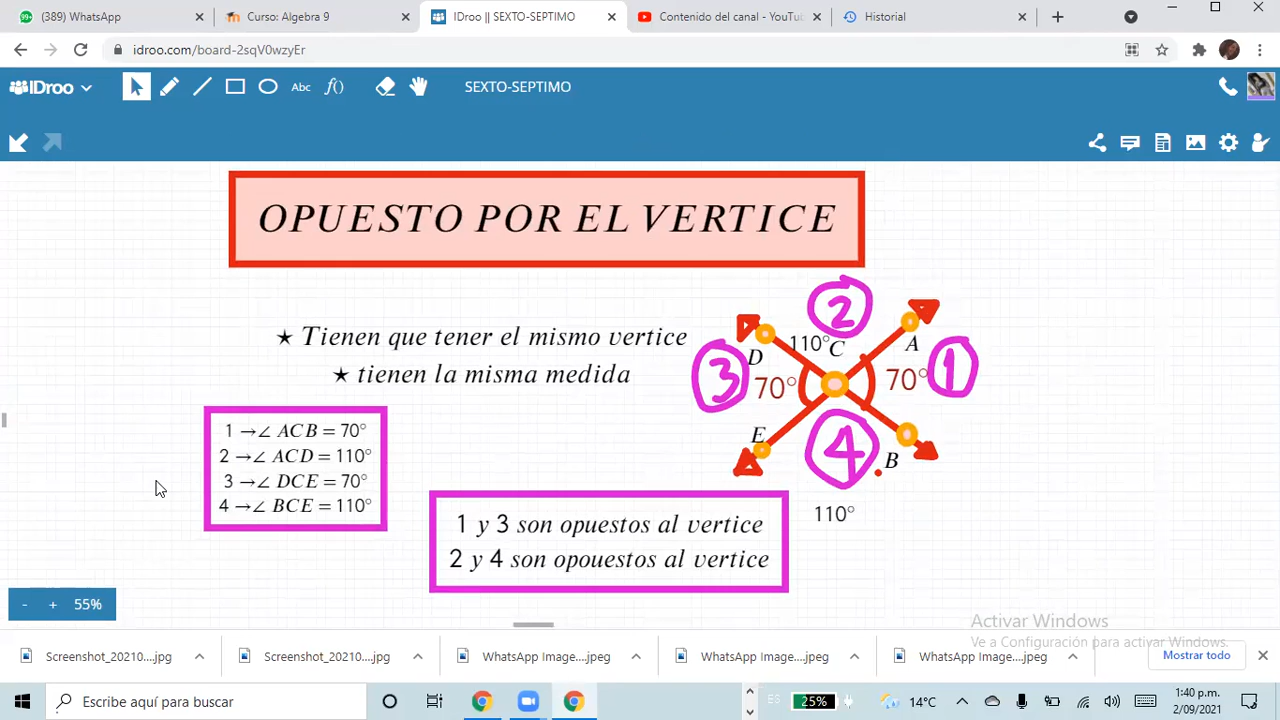 (389) WhatsApp
Curso: Algebra 9
IDroo || SEXTO-SEPTIMO
Contenido del canal - YouTu
Historial
idroo.com/board-2sqV0wzyEr
IDroo
Abc
f()
SEXTO-SEPTIMO
OPUESTO POR EL VERTICE
★ Tienen que tener el mismo vertice
★ tienen la misma medida
1 →∠ ACB = 70°
2 →∠ ACD = 110°
3 →∠ DCE = 70°
4 →∠ BCE = 110°
1 y 3 son opuestos al vertice
2 y 4 son opouestos al vertice
2
D
110°
C
A
3
70°
70°
1
E
4
B
110°
- + 55%
Activar Windows
Ve a Configuración para activar Windows.
Screenshot_20210....jpg
Screenshot_20210....jpg
WhatsApp Image....jpeg
WhatsApp Image....jpeg
WhatsApp Image....jpeg
Mostrar todo
Escribe aquí para buscar
ES
25%
14°C
1:40 p.m.
2/09/2021